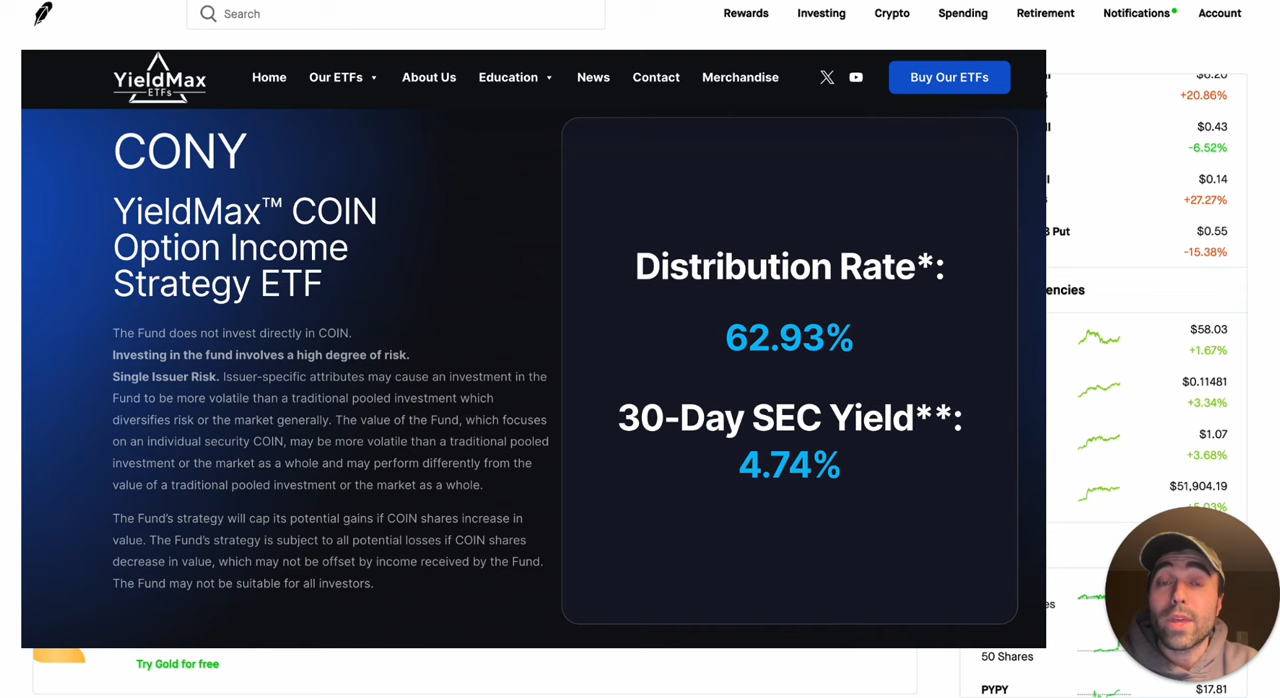 Search
Rewards
Investing
Crypto
Spending
Retirement
Notifications
Account
YieldMax
ETFs
Home
Our ETFs
About Us
Education
News
Contact
Merchandise
Buy Our ETFs
CONY
YieldMax™ COIN
Option Income
Strategy ETF
The Fund does not invest directly in COIN.
Investing in the fund involves a high degree of risk.
Single Issuer Risk. Issuer-specific attributes may cause an investment in the
Fund to be more volatile than a traditional pooled investment which
diversifies risk or the market generally. The value of the Fund, which focuses
on an individual security COIN, may be more volatile than a traditional pooled
investment or the market as a whole and may perform differently from the
value of a traditional pooled investment or the market as a whole.
The Fund's strategy will cap its potential gains if COIN shares increase in
value. The Fund's strategy is subject to all potential losses if COIN shares
decrease in value, which may not be offset by income received by the Fund.
The Fund may not be suitable for all investors.
Distribution Rate*:
62.93%
30-Day SEC Yield**:
4.74%
+20.86%
$0.43
-6.52%
$0.14
+27.27%
Put
$0.55
-15.38%
encies
$58.03
+1.67%
$0.11481
+3.34%
$1.07
+3.68%
$51,904.19
+5.03%
es
50 Shares
PYPY
$17.81
Try Gold for free